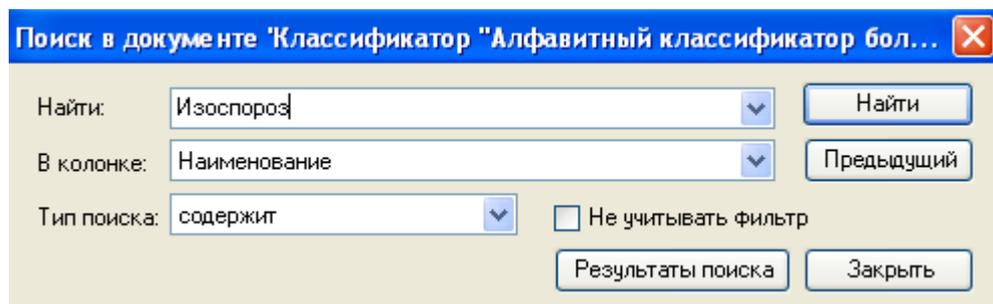 Поиск в документе 'Классификатор "Алфавитный классификатор бол...
Найти: Изоспороз Найти
В колонке: Наименование Предыдущий
Тип поиска: содержит Не учитывать фильтр
Результаты поиска Закрыть